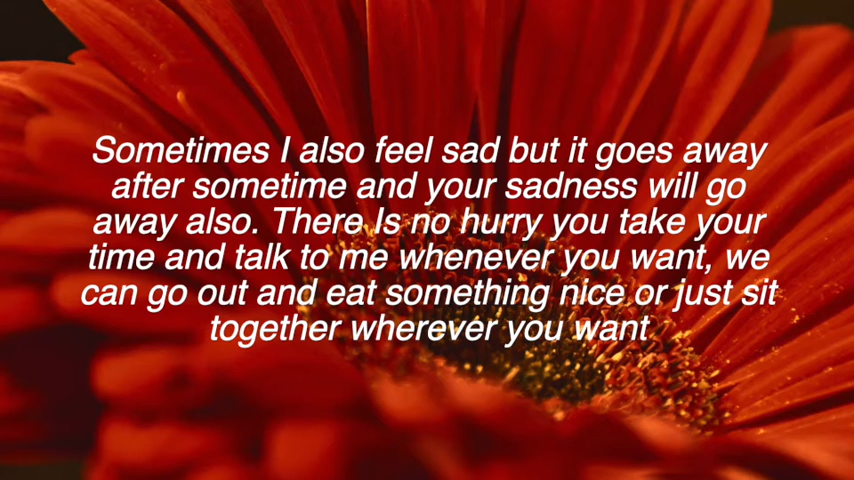 Sometimes I also feel sad but it goes away
after sometime and your sadness will go
away also. There Is no hurry you take your
time and talk to me whenever you want, we
can go out and eat something nice or just sit
together wherever you want